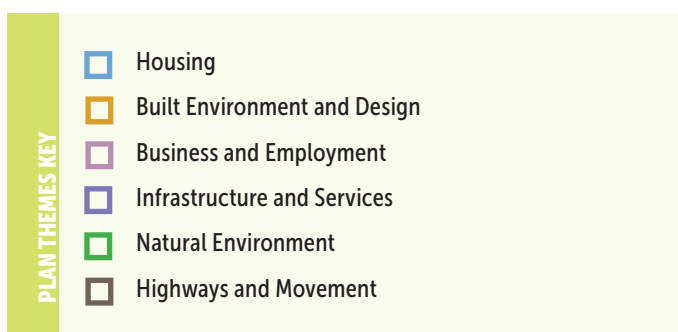 PLAN THEMES KEY
Housing
Built Environment and Design
Business and Employment
Infrastructure and Services
Natural Environment
Highways and Movement